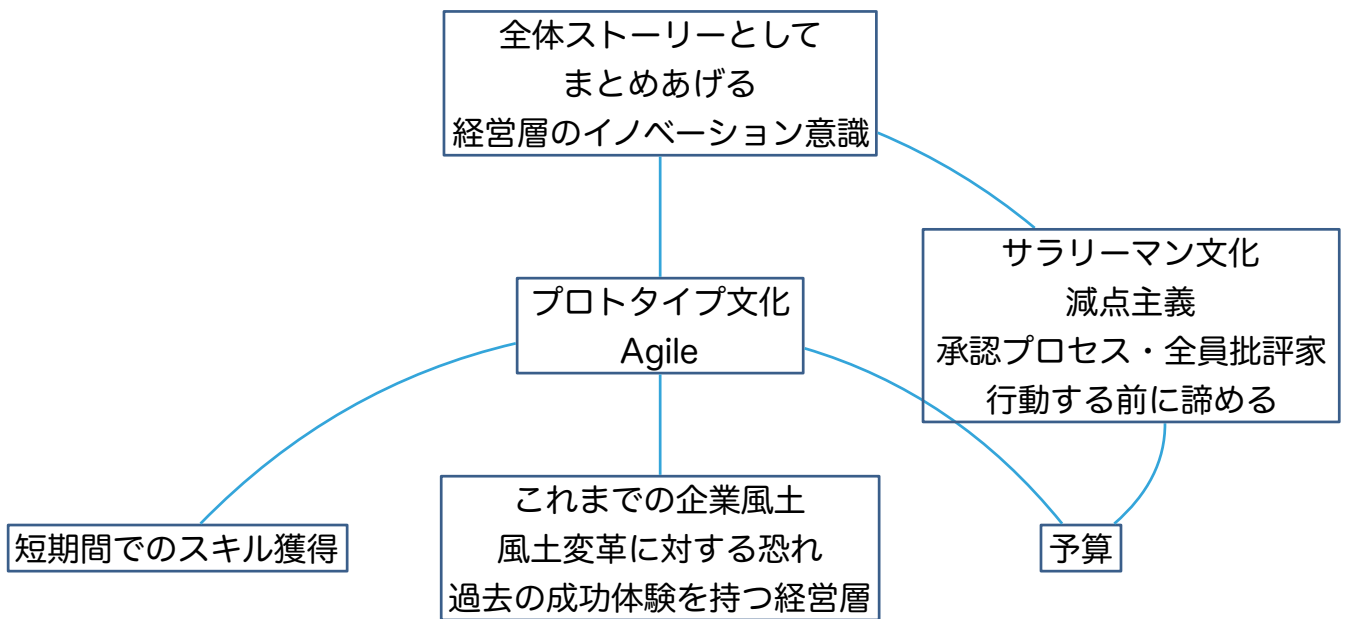 全体ストーリーとして
まとめあげる
経営層のイノベーション意識
サラリーマン文化
減点主義
承認プロセス・全員批評家
行動する前に諦める
プロトタイプ文化
Agile
短期間でのスキル獲得
これまでの企業風土
風土変革に対する恐れ
過去の成功体験を持つ経営層
予算